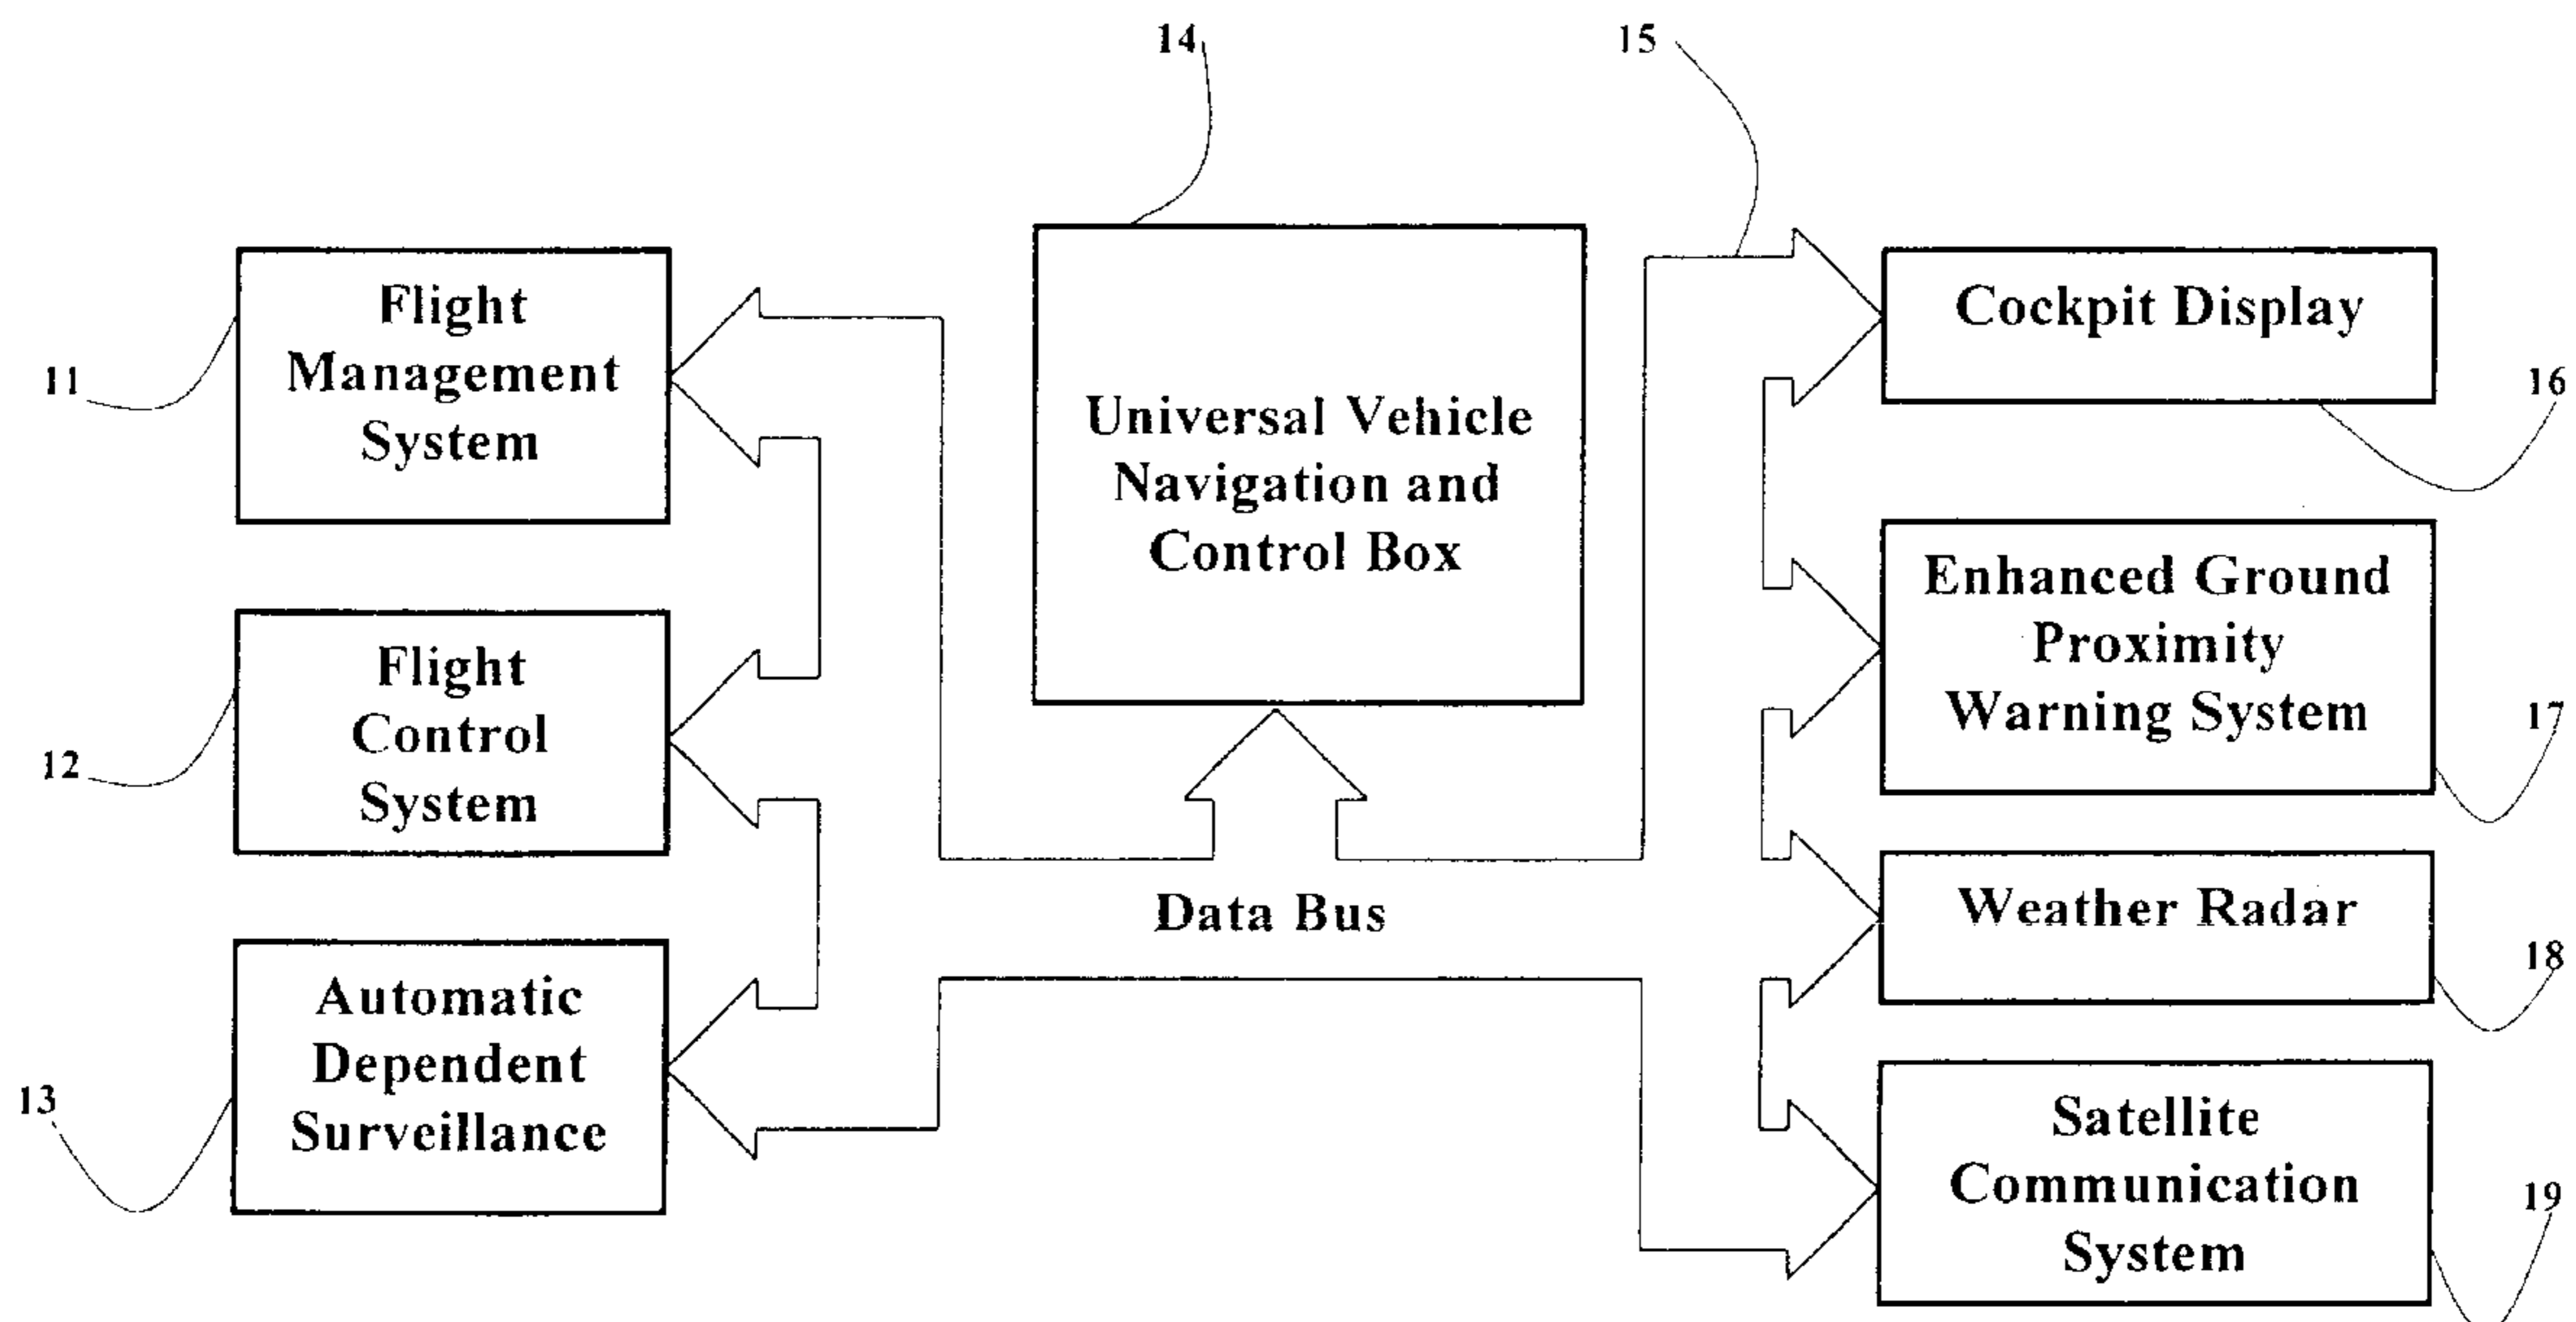 14
15
11
Flight
Management
System
Universal Vehicle
Navigation and
Control Box
Cockpit Display
16
12
Flight
Control
System
Enhanced Ground
Proximity
Warning System
17
Data Bus
Weather Radar
18
13
Automatic
Dependent
Surveillance
Satellite
Communication
System
19